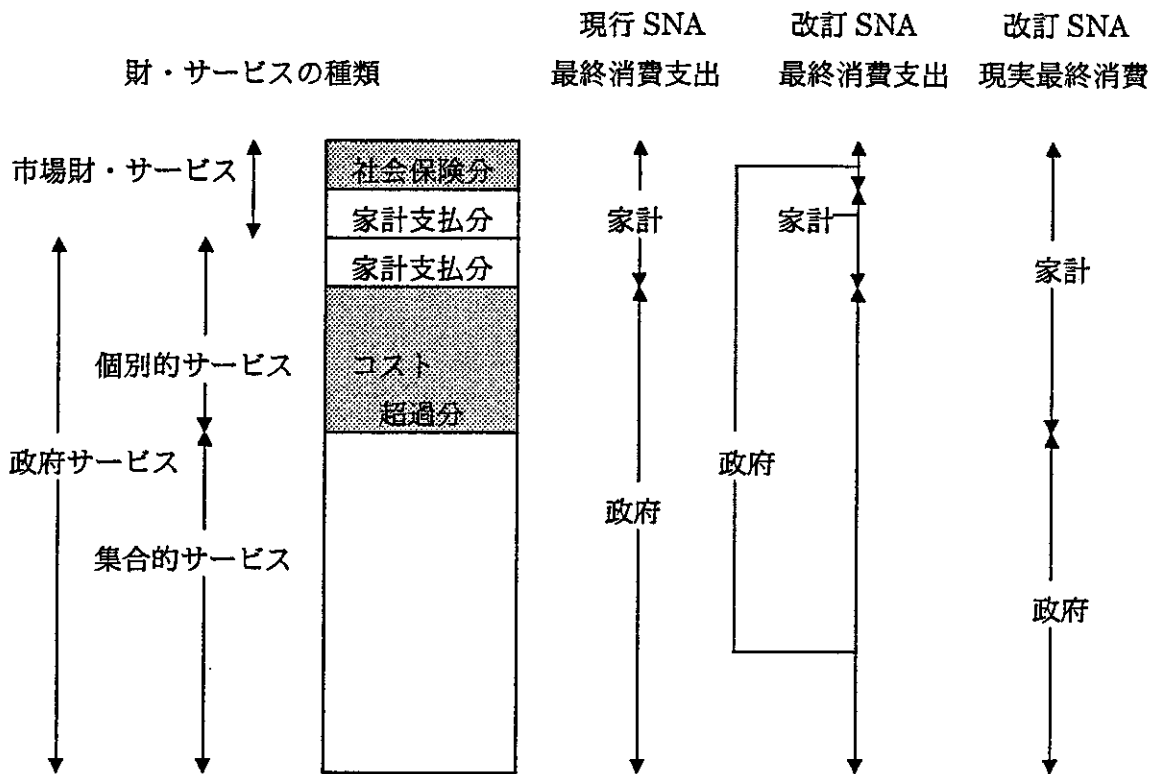 現行 SNA 改訂 SNA 改訂 SNA
財・サービスの種類 最終消費支出 最終消費支出 現実最終消費
市場財・サービス
社会保険分
家計支払分
家計
家計
家計支払分
家計
個別的サービス
コスト
超過分
政府サービス
政府
政府
集合的サービス
政府